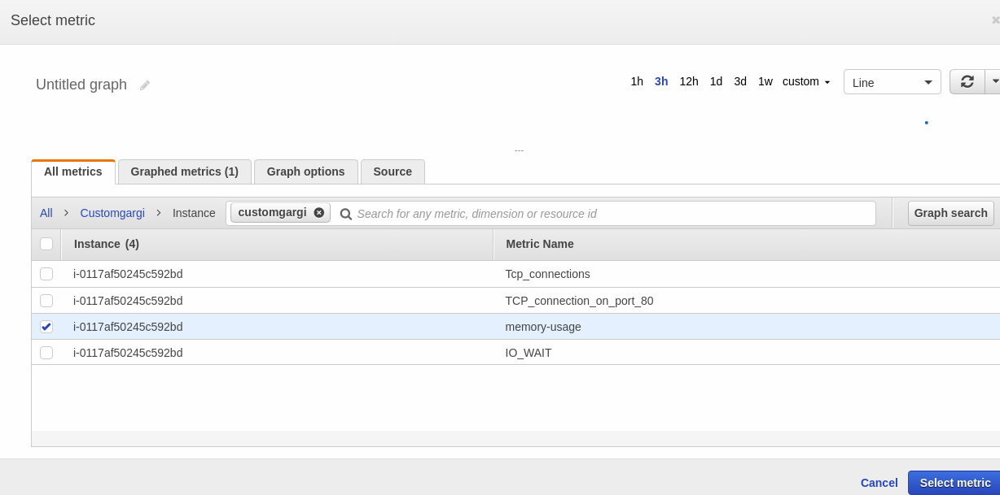 Select metric
Untitled graph
1h 3h 12h 1d 3d 1w custom Line
---
All metrics Graphed metrics (1) Graph options Source
All Customgargi Instance customgargi Search for any metric, dimension or resource id Graph search
Instance (4) Metric Name
i-0117af50245c592bd Tcp_connections
i-0117af50245c592bd TCP_connection_on_port_80
i-0117af50245c592bd memory-usage
i-0117af50245c592bd IO_WAIT
Cancel Select metric